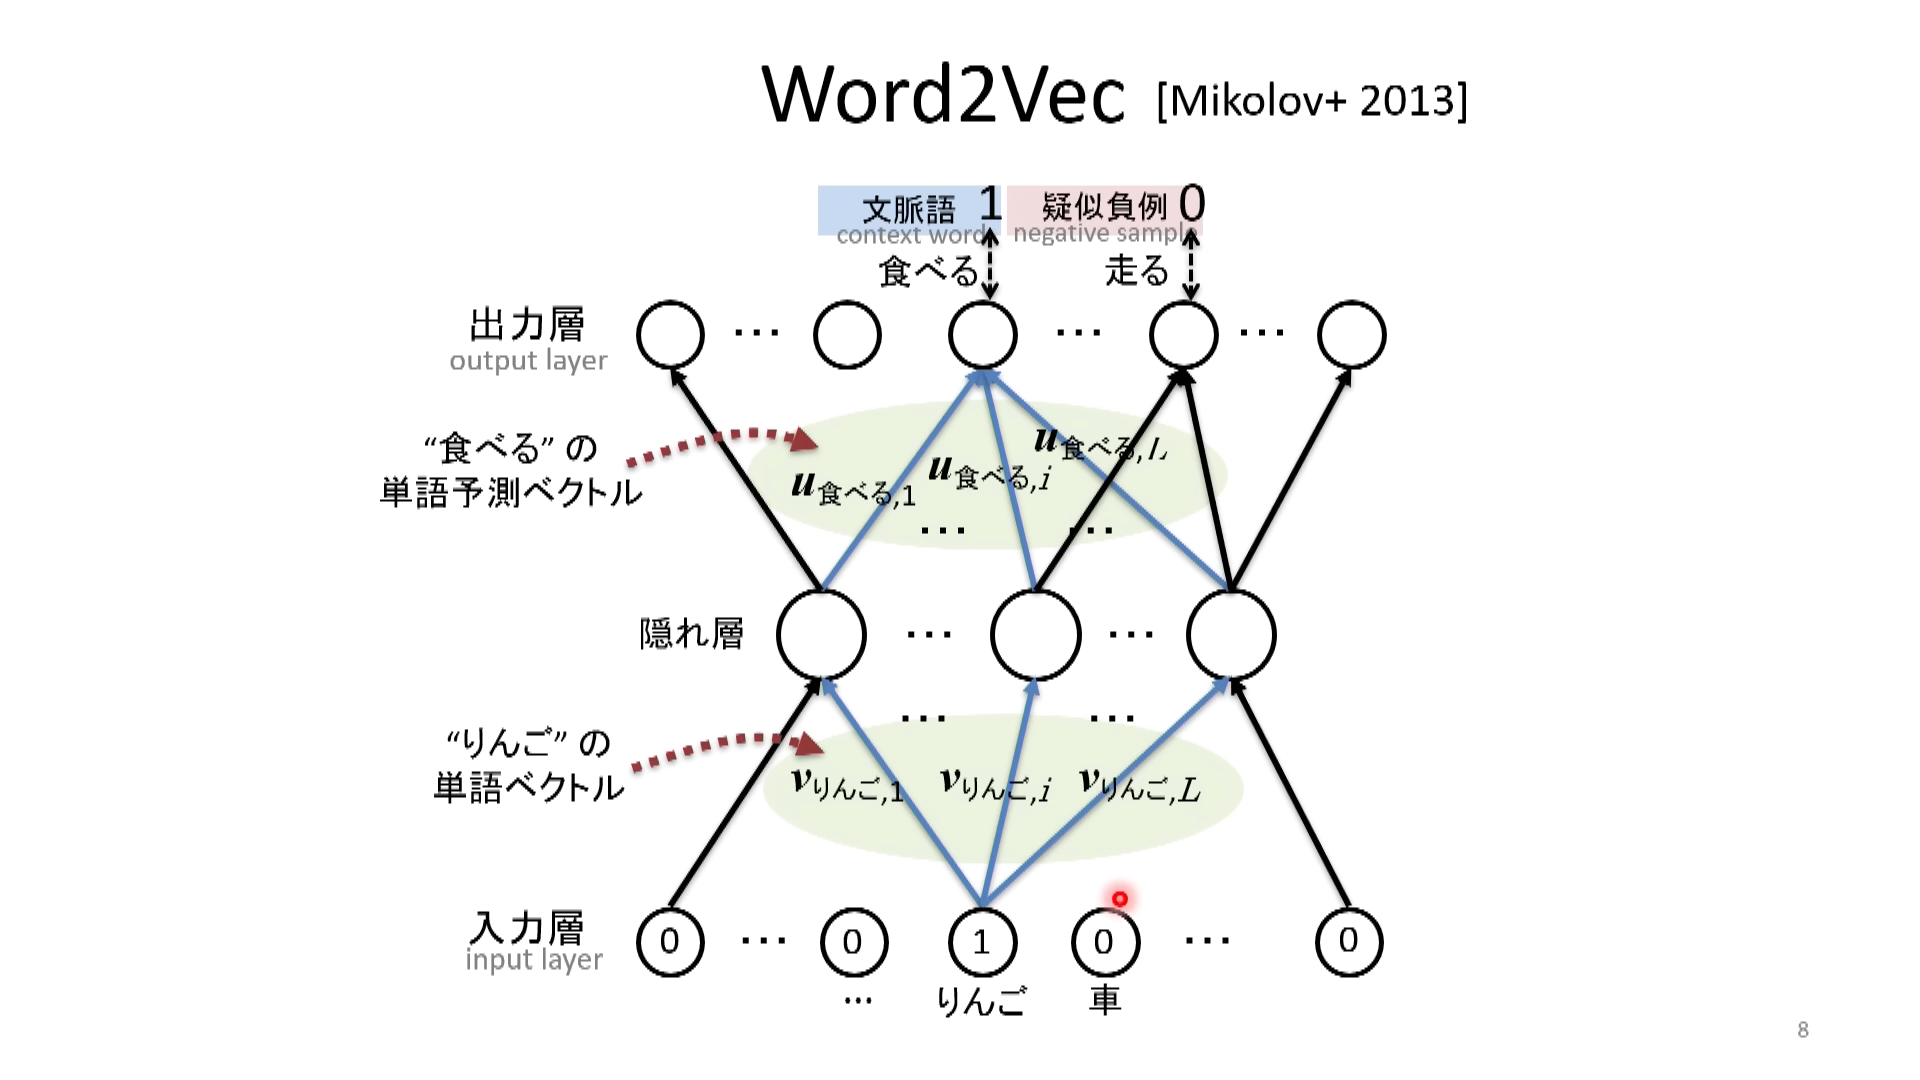 Word2Vec [Mikolov+ 2013]
文脈語 1 疑似負例 0
context word negative sample
食べる 走る
出力層 … … …
output layer
“食べる” の
単語予測ベクトル
u食べる,1 u食べる,i u食べる,L
… …
隠れ層 … …
… …
“りんご” の
単語ベクトル
vりんご,1 vりんご,i vりんご,L
入力層 0 … 0 1 0 … 0
input layer
… りんご 車
8